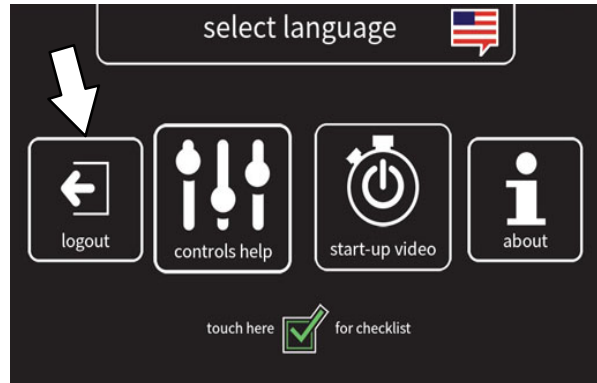 select language
logout
controls help
start-up video
about
touch here for checklist